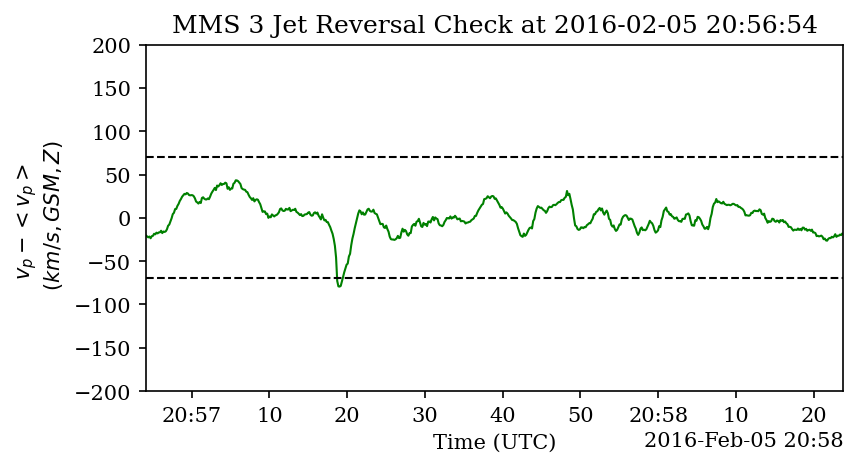 MMS 3 Jet Reversal Check at 2016-02-05 20:56:54
200
150
100
50
0
−50
−100
−150
−200
v_p − < v_p >
(km/s, GSM, Z)
20:57 10 20 30 40 50 20:58 10 20
Time (UTC)
2016-Feb-05 20:58